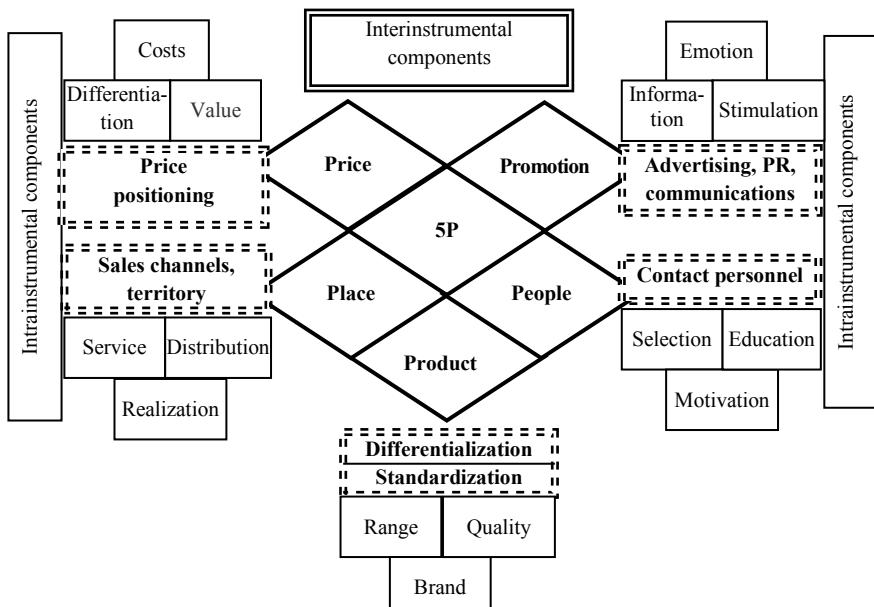 Interinstrumental
components
Intrainstrumental components
Costs
Differentia-
tion
Value
Price
positioning
Sales channels,
territory
Service
Distribution
Realization
Price
Promotion
5P
Place
People
Product
Emotion
Informa-
tion
Stimulation
Advertising, PR,
communications
Contact personnel
Selection
Education
Motivation
Intrainstrumental components
Differentialization
Standardization
Range
Quality
Brand